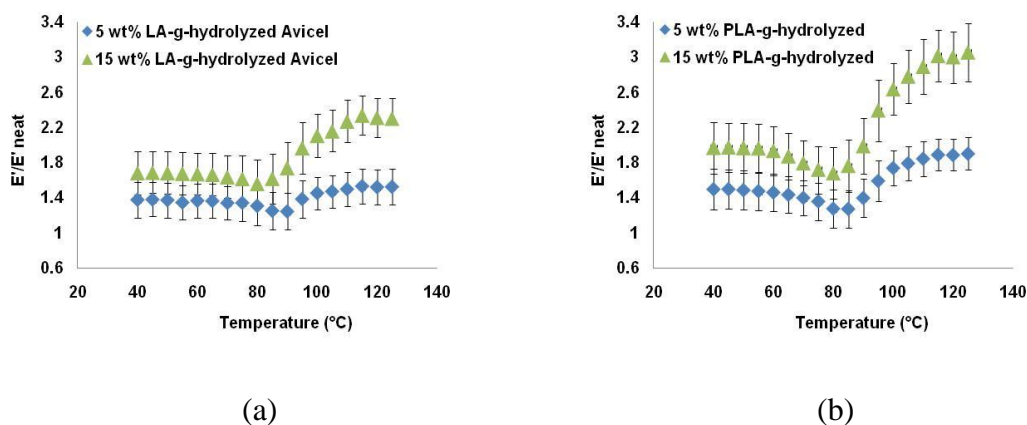 5 wt% LA-g-hydrolyzed Avicel
15 wt% LA-g-hydrolyzed Avicel
E'/E' neat
3.4
3
2.6
2.2
1.8
1.4
1
0.6
20 40 60 80 100 120 140
Temperature (°C)
(a)
5 wt% PLA-g-hydrolyzed
15 wt% PLA-g-hydrolyzed
E'/E' neat
3.4
3
2.6
2.2
1.8
1.4
1
0.6
20 40 60 80 100 120 140
Temperature (°C)
(b)